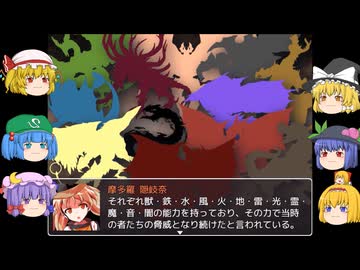 摩多羅 隠岐奈
それぞれ獣・鉄・水・風・火・地・雷・光・霊・
魔・音・闇の能力を持っており、その力で当時
の者たちの脅威となり続けたと言われている。